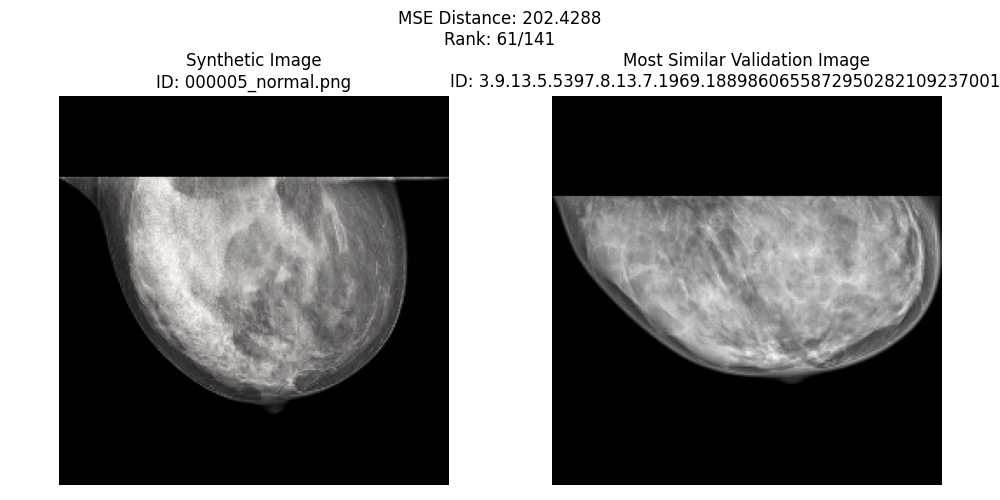 MSE Distance: 202.4288
Rank: 61/141
Synthetic Image
ID: 000005_normal.png
Most Similar Validation Image
ID: 3.9.13.5.5397.8.13.7.1969.1889860655872950282109237001